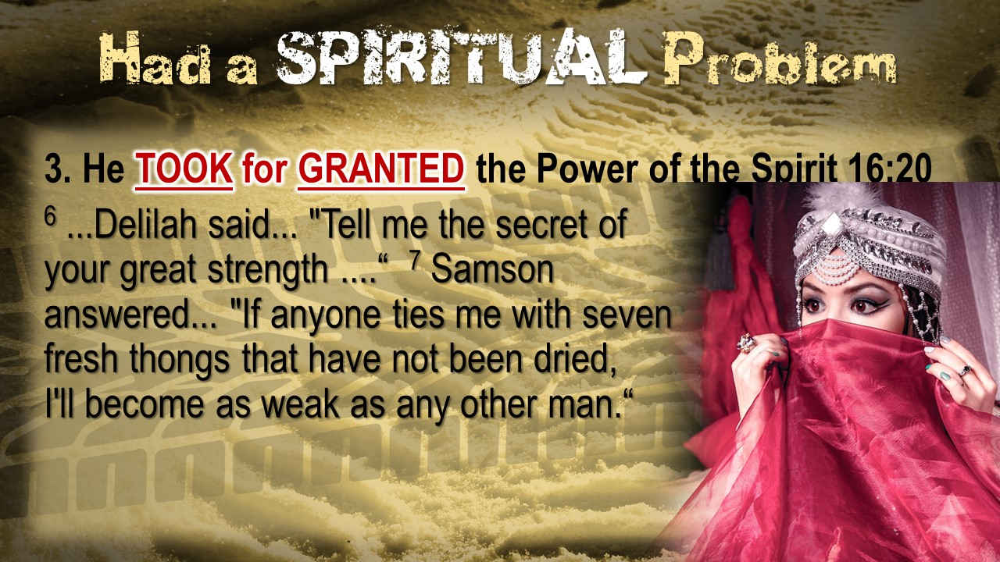 Had a SPIRITUAL Problem
3. He TOOK for GRANTED the Power of the Spirit 16:20
6 ...Delilah said... "Tell me the secret of
your great strength ....“ 7 Samson
answered... "If anyone ties me with seven
fresh thongs that have not been dried,
I'll become as weak as any other man.“